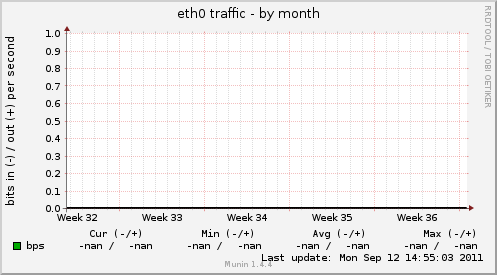 eth0 traffic - by month
RRDTOOL / TOBI OETIKER
bits in (-) / out (+) per second
1.0
0.9
0.8
0.7
0.6
0.5
0.4
0.3
0.2
0.1
0.0
Week 32 Week 33 Week 34 Week 35 Week 36
Cur (-/+) Min (-/+) Avg (-/+) Max (-/+)
bps -nan / -nan -nan / -nan -nan / -nan -nan / -nan
Last update: Mon Sep 12 14:55:03 2011
Munin 1.4.4